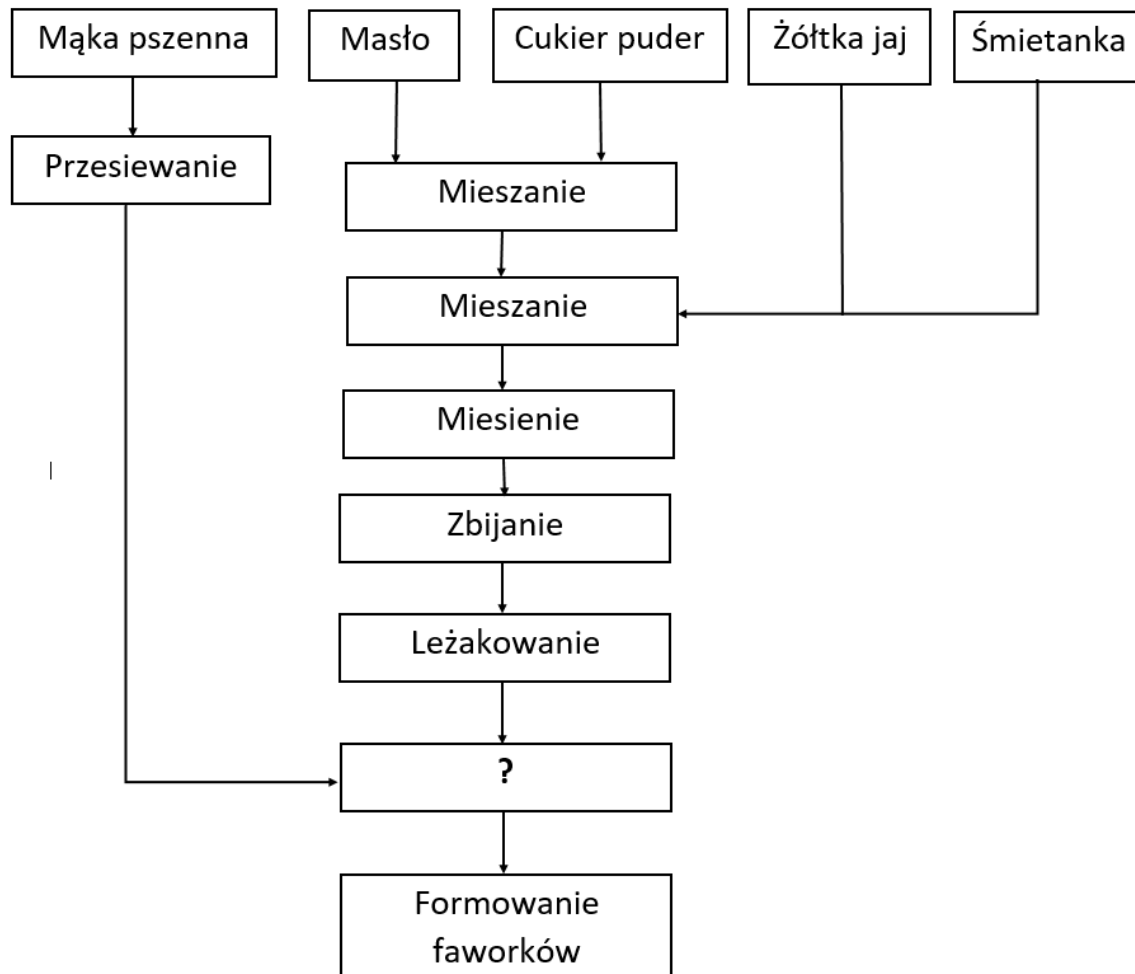 Mąka pszenna
Masło
Cukier puder
Żółtka jaj
Śmietanka
Przesiewanie
Mieszanie
Mieszanie
Miesienie
Zbijanie
Leżakowanie
?
Formowanie
faworków